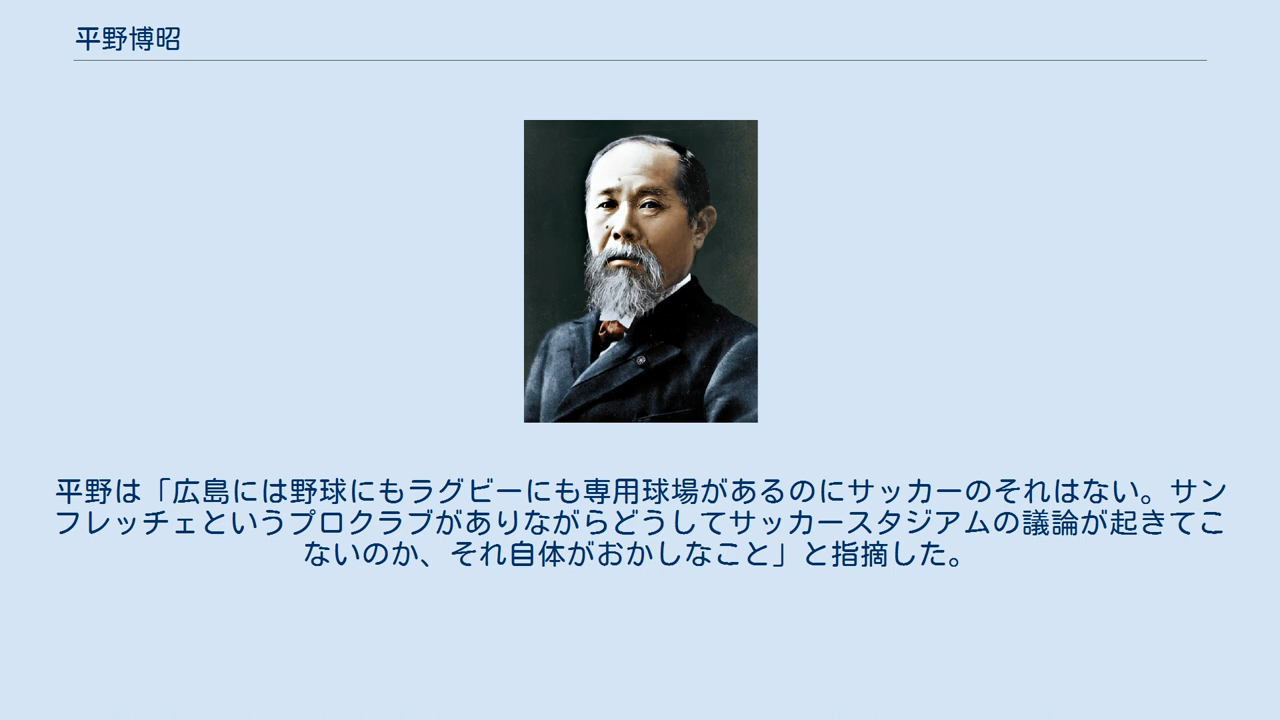 平野博昭
平野は「広島には野球にもラグビーにも専用球場があるのにサッカーのそれはない。サン
フレッチェというプロクラブがありながらどうしてサッカースタジアムの議論が起きてこ
ないのか、それ自体がおかしなこと」と指摘した。